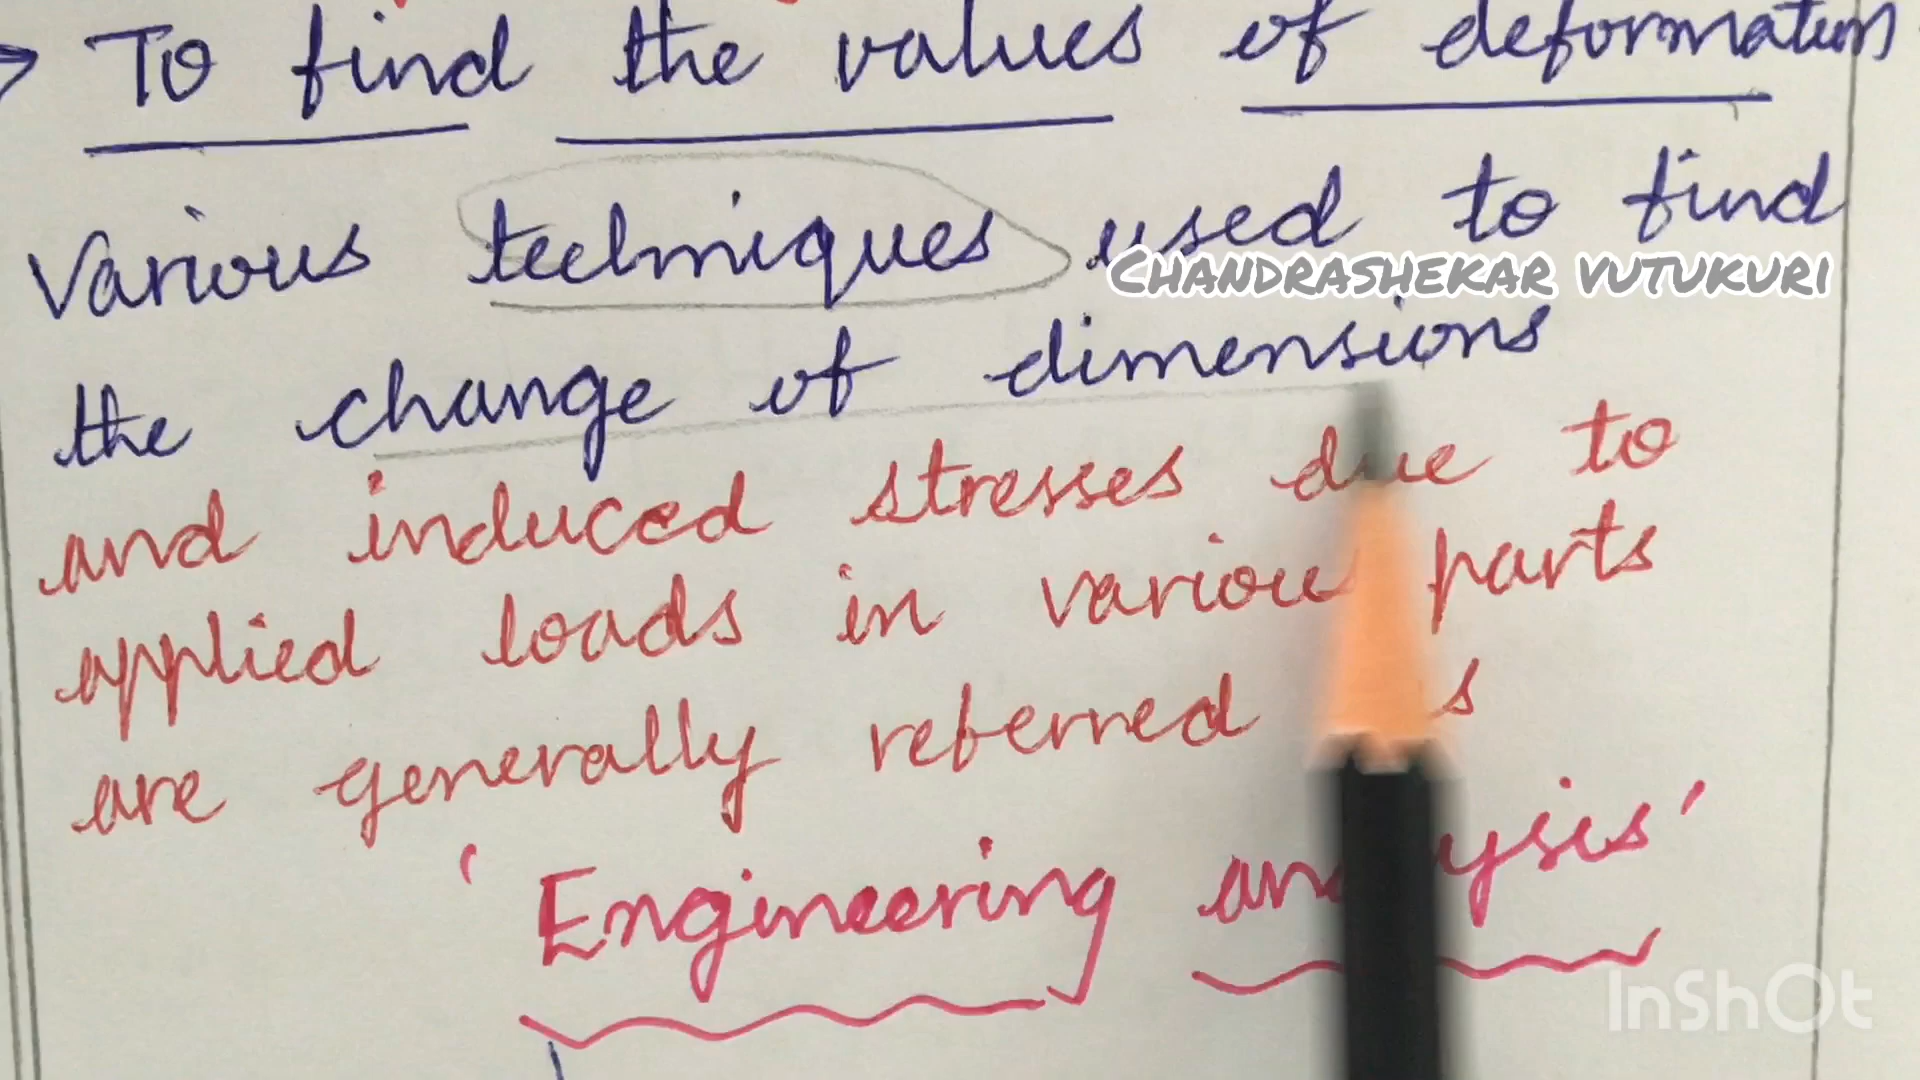 → To find the values of deformation
Various techniques used to find
CHANDRASHEKAR VUTUKURI
the change of dimensions
and induced stresses due to
applied loads in various parts
are generally referred as
'Engineering analysis'
InShOt